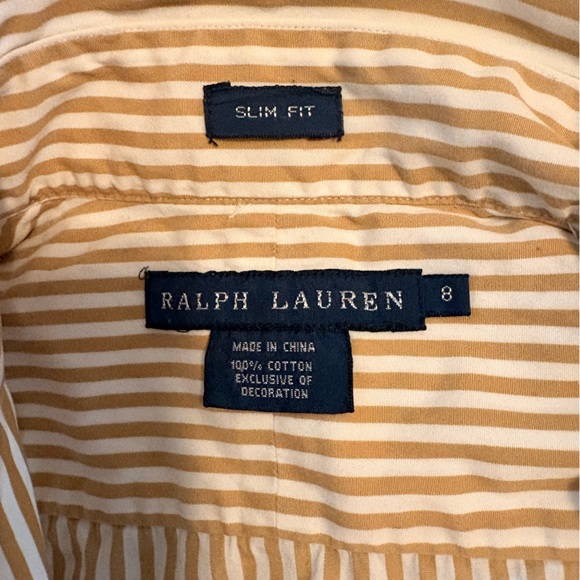 SLIM FIT
RALPH LAUREN 8
MADE IN CHINA
100% COTTON
EXCLUSIVE OF
DECORATION